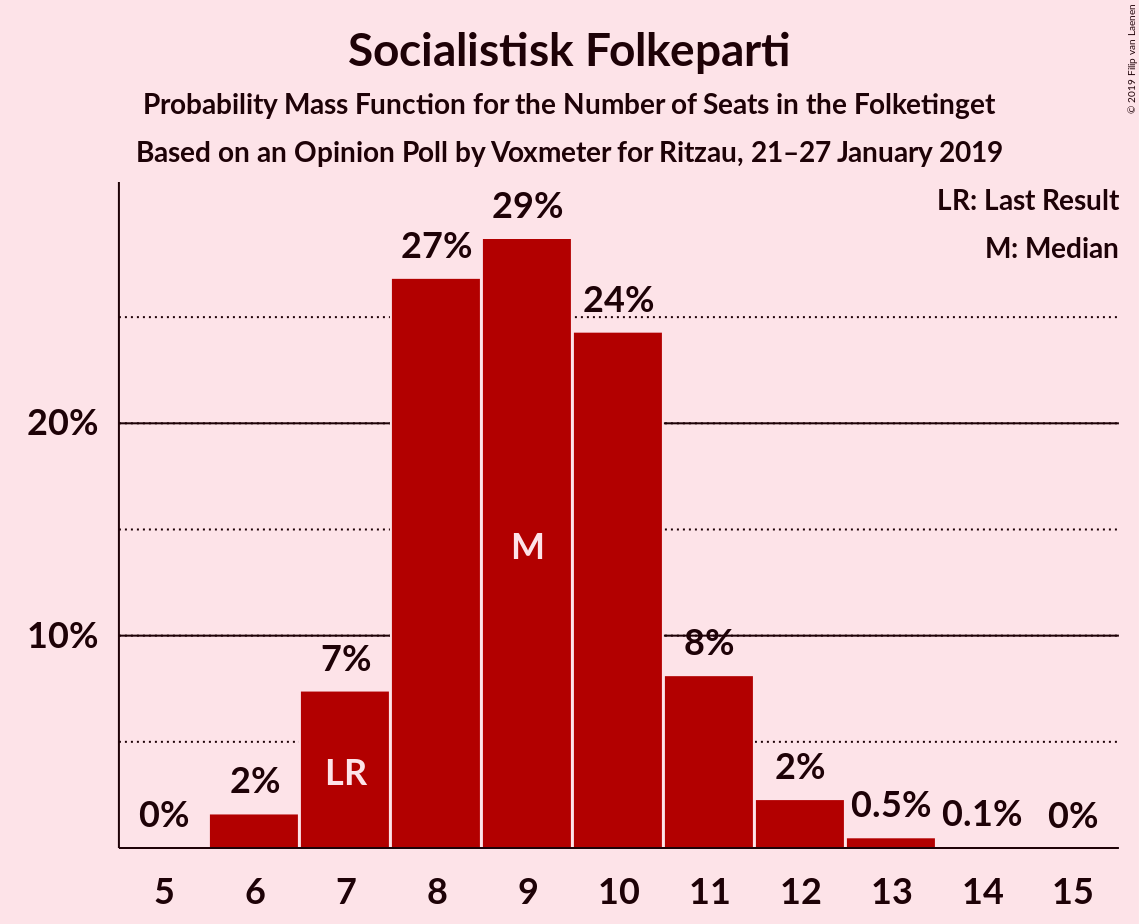 Socialistisk Folkeparti
Probability Mass Function for the Number of Seats in the Folketinget
Based on an Opinion Poll by Voxmeter for Ritzau, 21–27 January 2019
© 2019 Filip van Laenen
LR: Last Result
M: Median
20%
10%
0%
2%
7%
27%
29%
24%
8%
2%
0.5%
0.1%
0%
LR
M
5 6 7 8 9 10 11 12 13 14 15